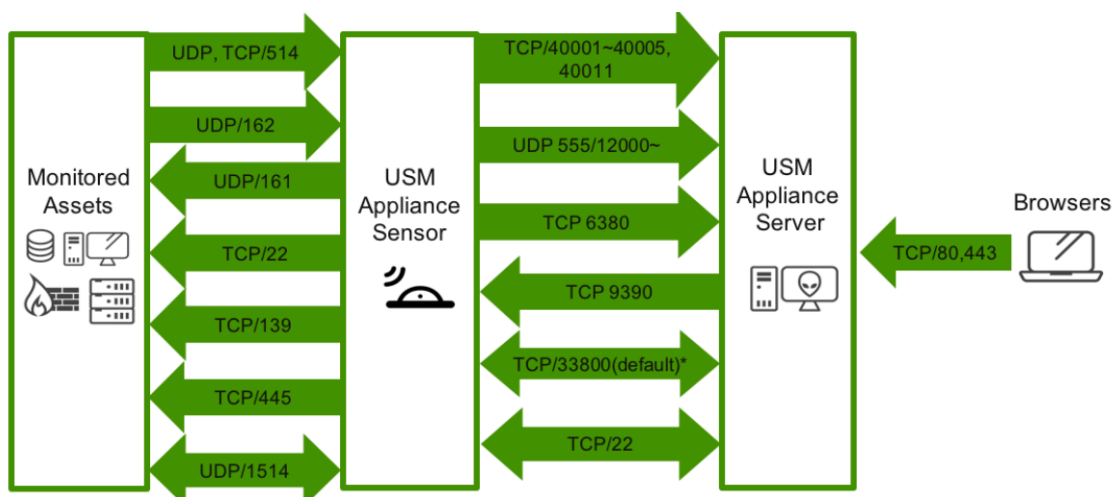 UDP, TCP/514
UDP/162
UDP/161
TCP/22
TCP/139
TCP/445
UDP/1514
Monitored
Assets
USM
Appliance
Sensor
TCP/40001~40005,
40011
UDP 555/12000~
TCP 6380
TCP 9390
TCP/33800(default)*
TCP/22
USM
Appliance
Server
Browsers
TCP/80,443